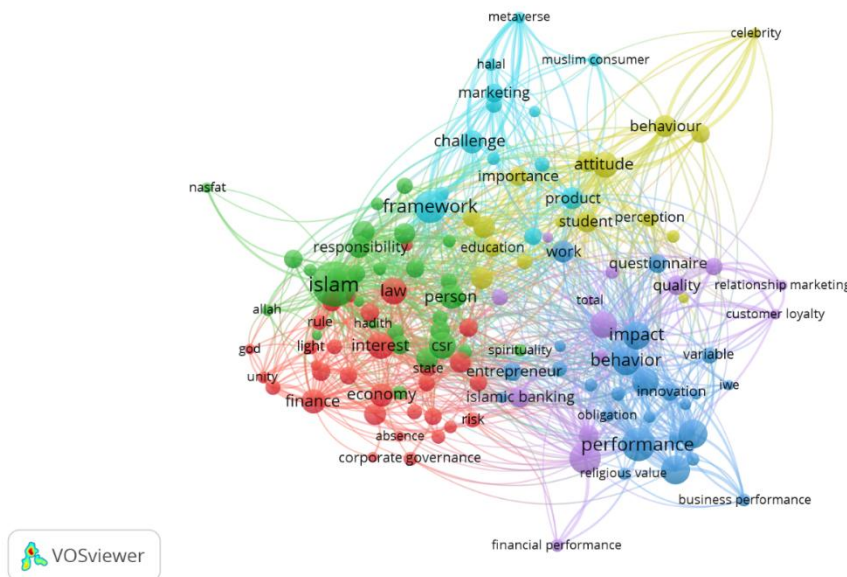 metaverse
celebrity
halal
muslim consumer
marketing
behaviour
challenge
attitude
importance
nasfat
framework
product
student
perception
responsibility
education
work
questionnaire
islam
law
person
quality
relationship marketing
total
allah
customer loyalty
rule
hadith
impact
god
light
interest
csr
spirituality
behavior
variable
state
entrepreneur
unity
innovation
iwe
finance
economy
islamic banking
obligation
risk
absence
performance
corporate governance
religious value
business performance
financial performance
VOSviewer